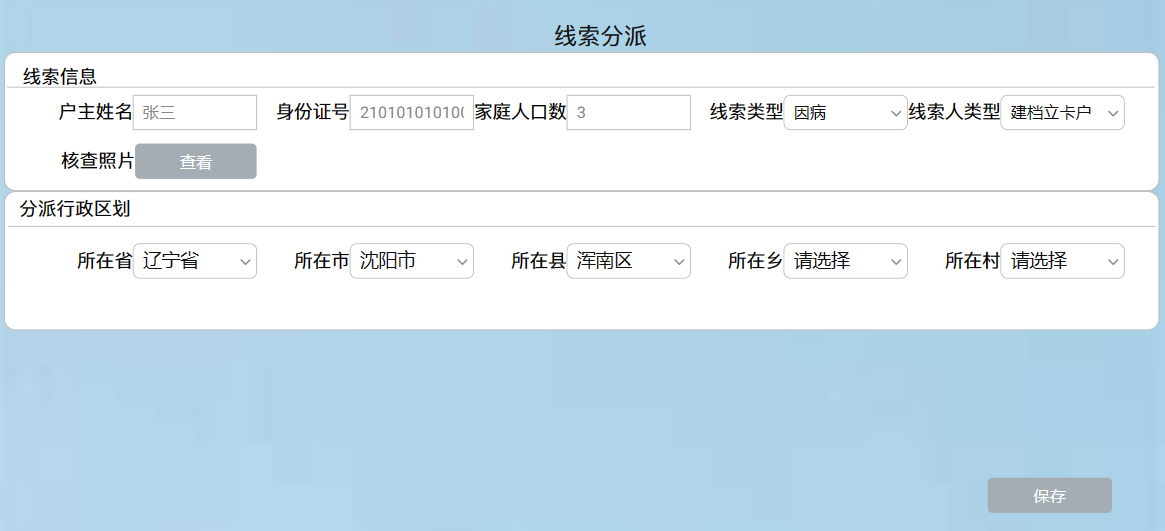 线索分派
线索信息
户主姓名 张三 身份证号 210101010100 家庭人口数 3 线索类型 因病 线索人类型 建档立卡户
核查照片 查看
分派行政区划
所在省 辽宁省 所在市 沈阳市 所在县 浑南区 所在乡 请选择 所在村 请选择
保存